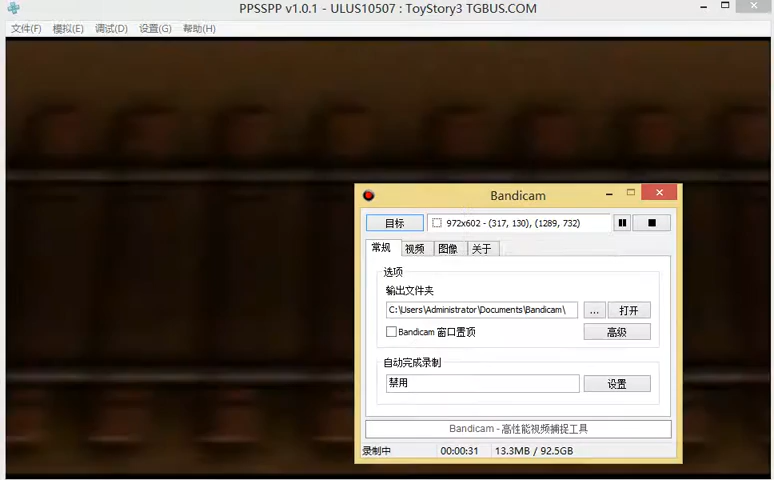 PPSSPP v1.0.1 - ULUS10507 : ToyStory3 TGBUS.COM
文件(F) 模拟(E) 调试(D) 设置(G) 帮助(H)
Bandicam
目标 972x602 - (317, 130), (1289, 732)
常规 视频 图像 关于
选项
输出文件夹
C:\Users\Administrator\Documents\Bandicam\ ... 打开
Bandicam 窗口置顶 高级
自动完成录制
禁用 设置
Bandicam - 高性能视频捕捉工具
录制中 00:00:31 13.3MB / 92.5GB